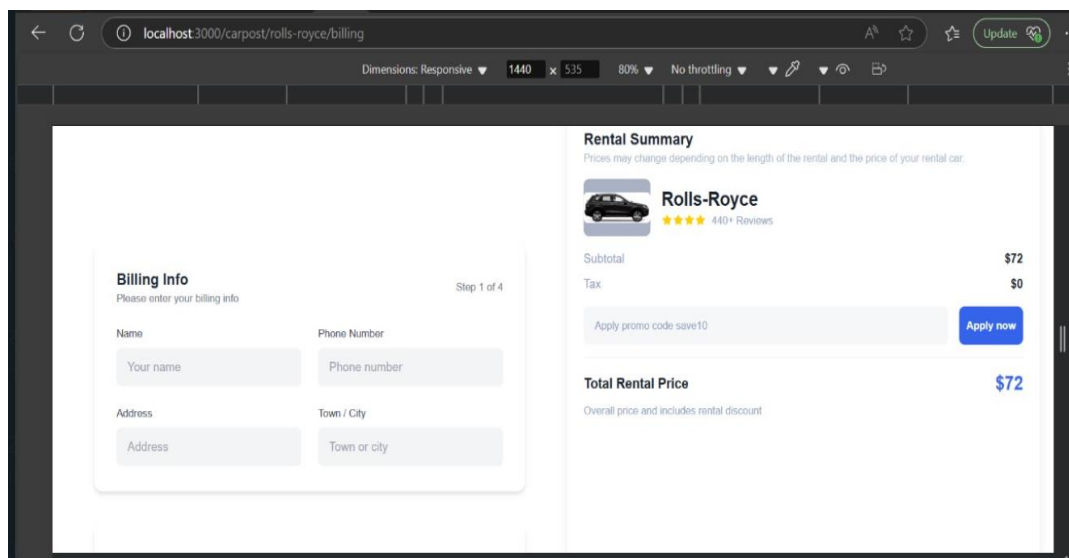 localhost:3000/carpost/rolls-royce/billing
Update
Dimensions: Responsive 1440 x 535 80% No throttling
Rental Summary
Prices may change depending on the length of the rental and the price of your rental car.
Rolls-Royce
440+ Reviews
Subtotal $72
Tax $0
Apply promo code save10 Apply now
Total Rental Price $72
Overall price and includes rental discount
Billing Info
Please enter your billing info
Step 1 of 4
Name Phone Number
Your name Phone number
Address Town / City
Address Town or city